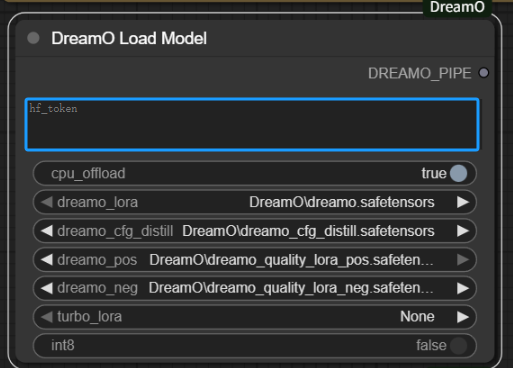 DreamO
DreamO Load Model
DREAMO_PIPE
hf_token
cpu_offload true
dreamo_lora DreamO\dreamo.safetensors
dreamo_cfg_distill DreamO\dreamo_cfg_distill.safetensors
dreamo_pos DreamO\dreamo_quality_lora_pos.safeten...
dreamo_neg DreamO\dreamo_quality_lora_neg.safeten...
turbo_lora None
int8 false